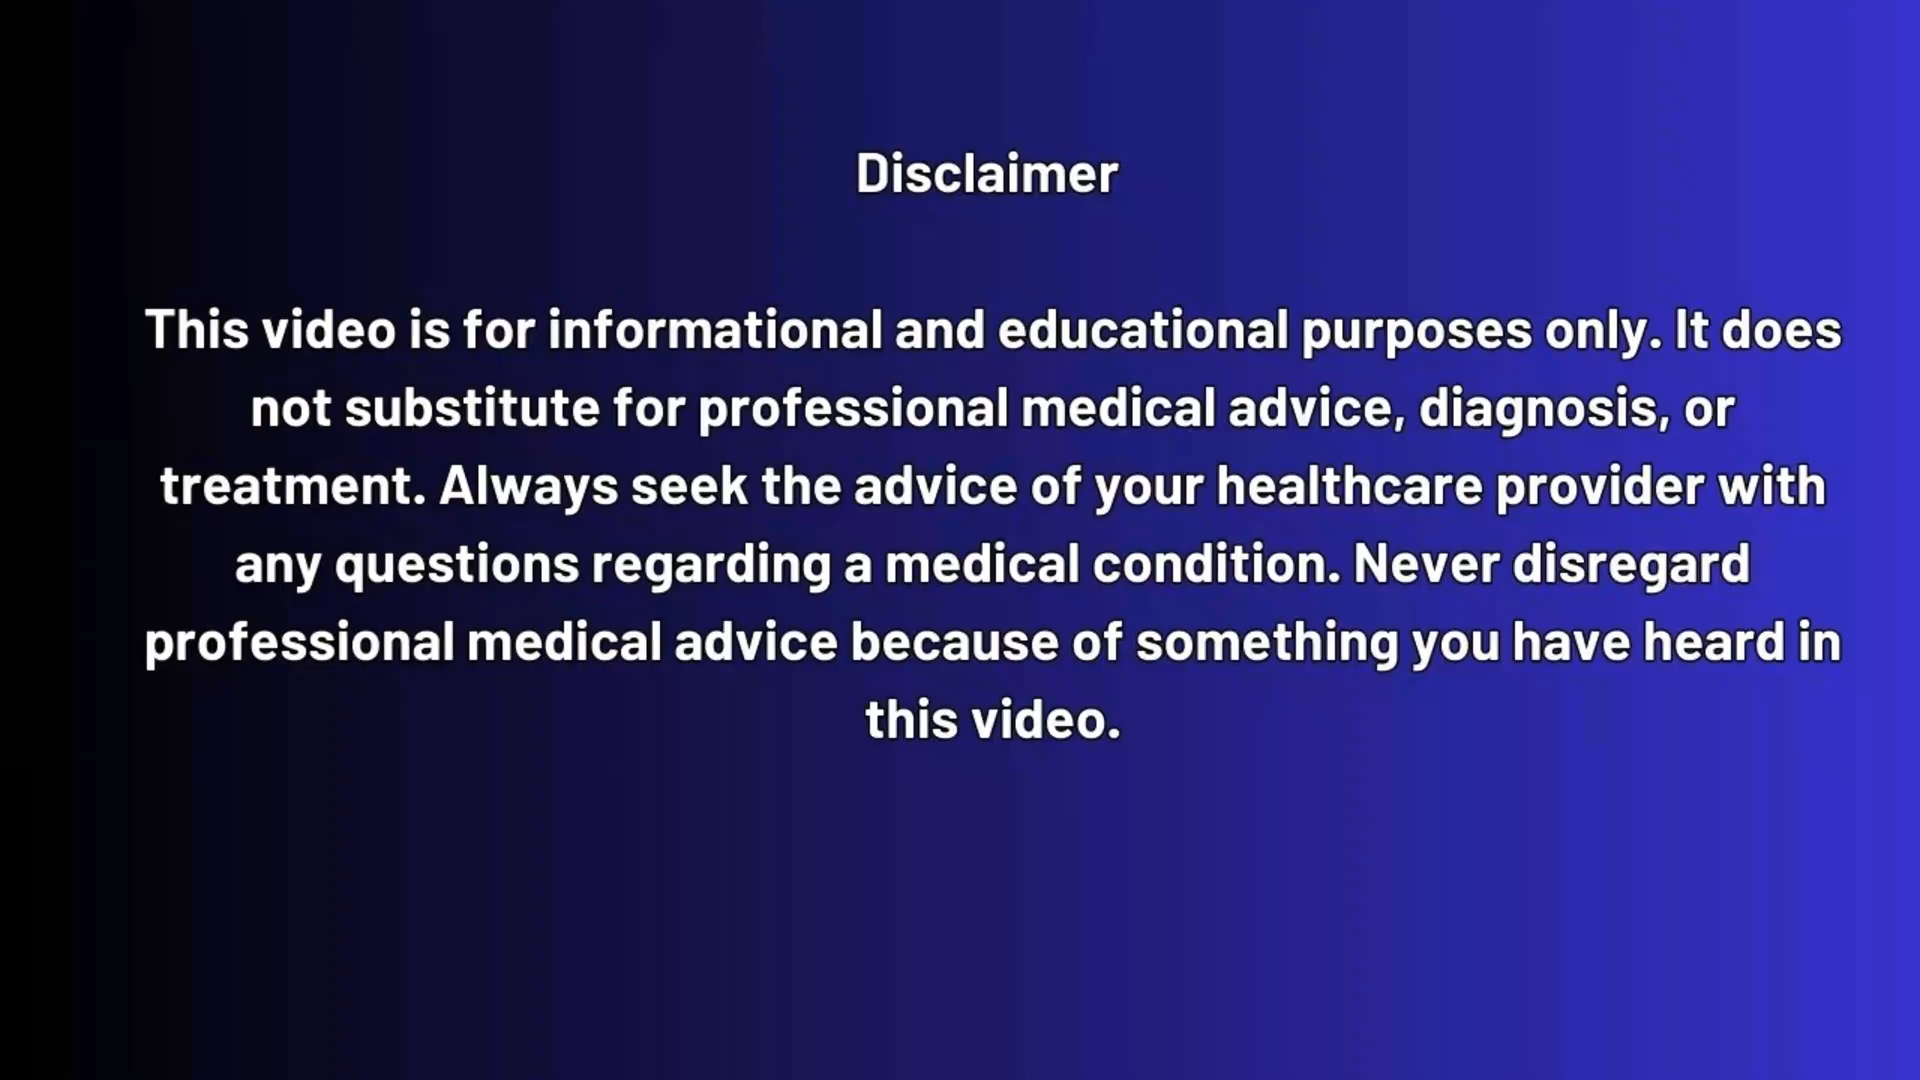 Disclaimer
This video is for informational and educational purposes only. It does
not substitute for professional medical advice, diagnosis, or
treatment. Always seek the advice of your healthcare provider with
any questions regarding a medical condition. Never disregard
professional medical advice because of something you have heard in
this video.